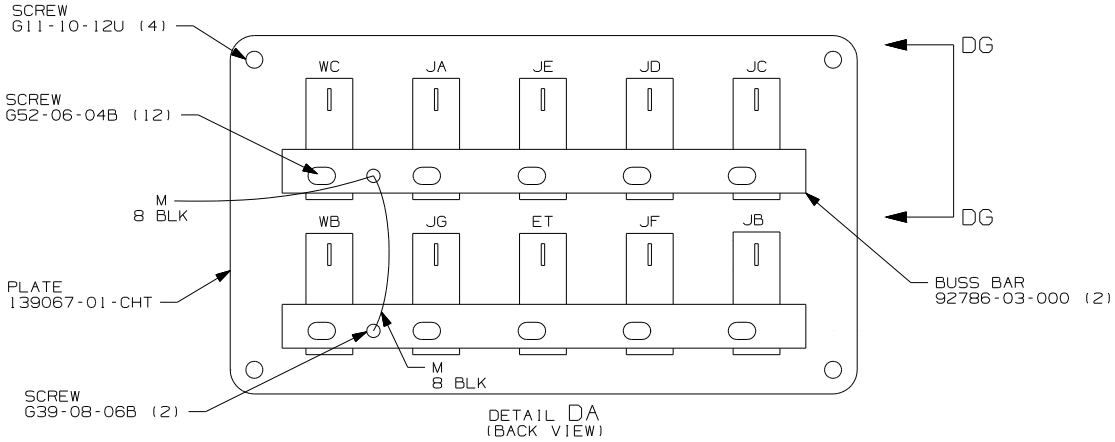 SCREW
G11-10-12U (4)
DG
WC JA JE JD JC
SCREW
G52-06-04B (12)
M
8 BLK
DG
WB JG ET JF JB
PLATE
139067-01-CHT
BUSS BAR
92786-03-000 (2)
M
8 BLK
SCREW
G39-08-06B (2)
DETAIL DA
(BACK VIEW)